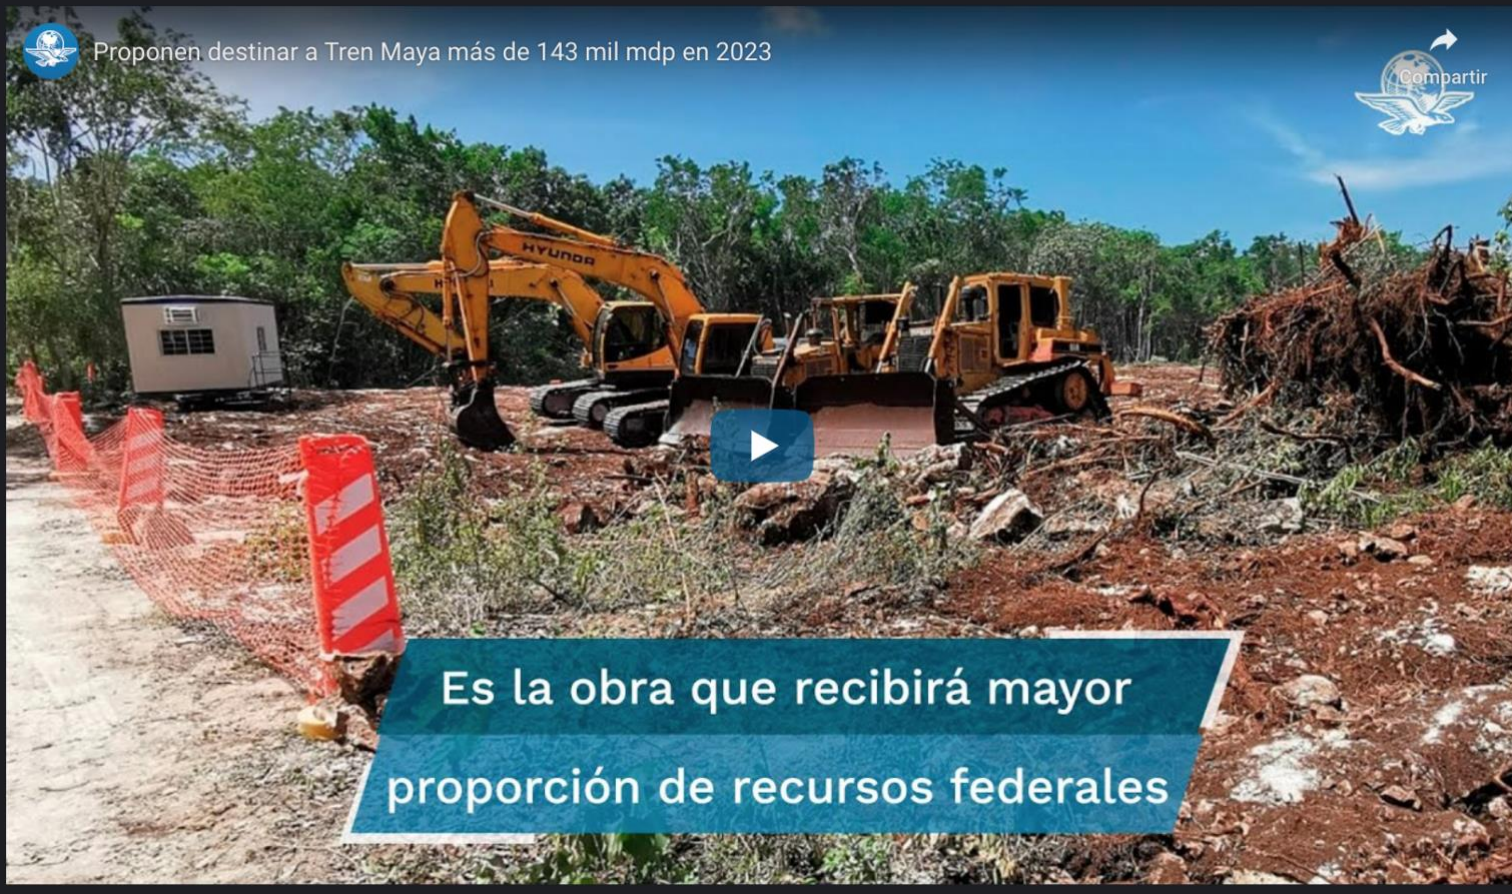 Proponen destinar a Tren Maya más de 143 mil mdp en 2023
Compartir
HYUNDAI
Es la obra que recibirá mayor
proporción de recursos federales